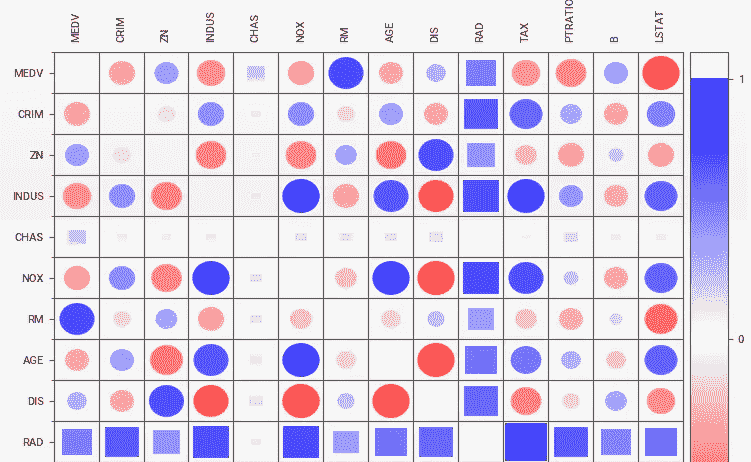 MEDV CRIM ZN INDUS CHAS NOX RM AGE DIS RAD TAX PTRATIO B LSTAT
MEDV
1
CRIM
ZN
INDUS
CHAS
NOX
RM
0
AGE
DIS
RAD